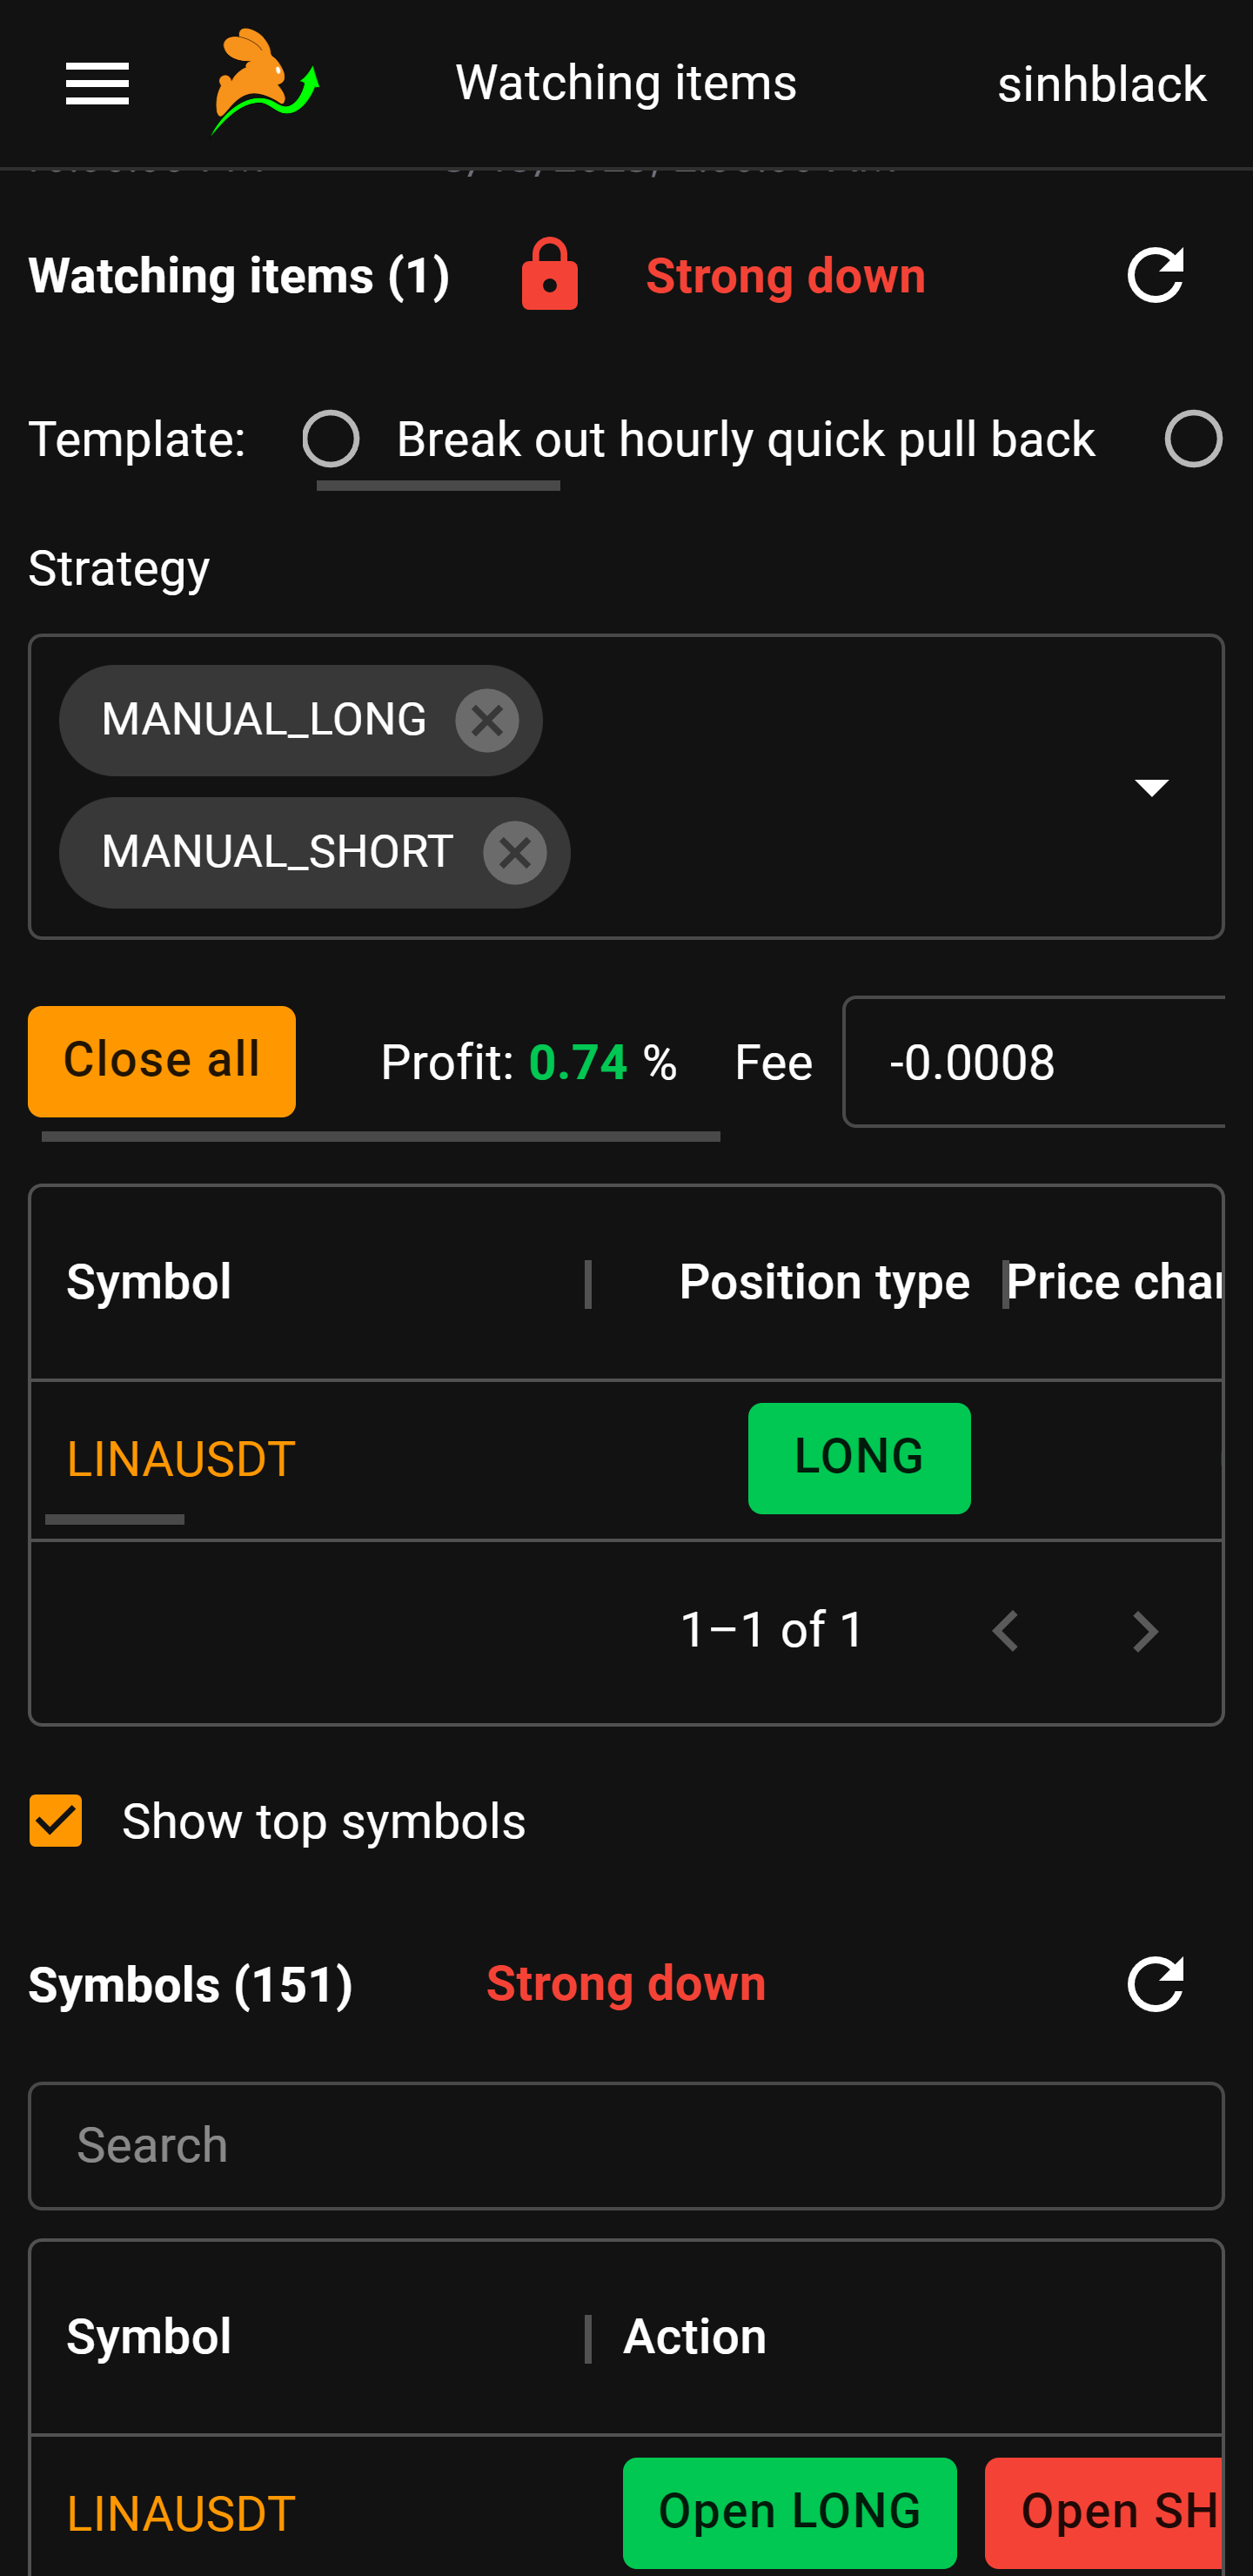 Watching items
sinhblack
Watching items (1)
Strong down
Template:
Break out hourly quick pull back
Strategy
MANUAL_LONG
MANUAL_SHORT
Close all
Profit: 0.74 %
Fee
-0.0008
Symbol
Position type
Price
LINAUSDT
LONG
1–1 of 1
Show top symbols
Symbols (151)
Strong down
Search
Symbol
Action
LINAUSDT
Open LONG
Open